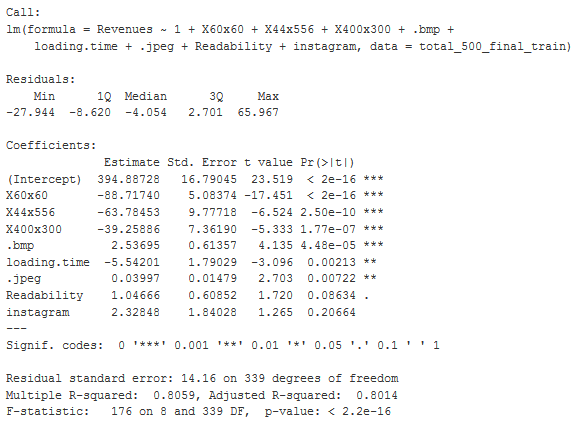 Call:
lm(formula = Revenues ~ 1 + X60x60 + X44x556 + X400x300 + .bmp +
    loading.time + .jpeg + Readability + instagram, data = total_500_final_train)

Residuals:
    Min      1Q  Median      3Q     Max
-27.944  -8.620  -4.054   2.701  65.967

Coefficients:
              Estimate Std. Error t value Pr(>|t|)
(Intercept)  394.88728   16.79045  23.519  < 2e-16 ***
X60x60       -88.71740    5.08374 -17.451  < 2e-16 ***
X44x556      -63.78453    9.77718  -6.524 2.50e-10 ***
X400x300     -39.25886    7.36190  -5.333 1.77e-07 ***
.bmp           2.53695    0.61357   4.135 4.48e-05 ***
loading.time  -5.54201    1.79029  -3.096  0.00213 **
.jpeg          0.03997    0.01479   2.703  0.00722 **
Readability    1.04666    0.60852   1.720  0.08634 .
instagram      2.32848    1.84028   1.265  0.20664
---
Signif. codes:  0 '***' 0.001 '**' 0.01 '*' 0.05 '.' 0.1 ' ' 1

Residual standard error: 14.16 on 339 degrees of freedom
Multiple R-squared:  0.8059, Adjusted R-squared:  0.8014
F-statistic:   176 on 8 and 339 DF,  p-value: < 2.2e-16